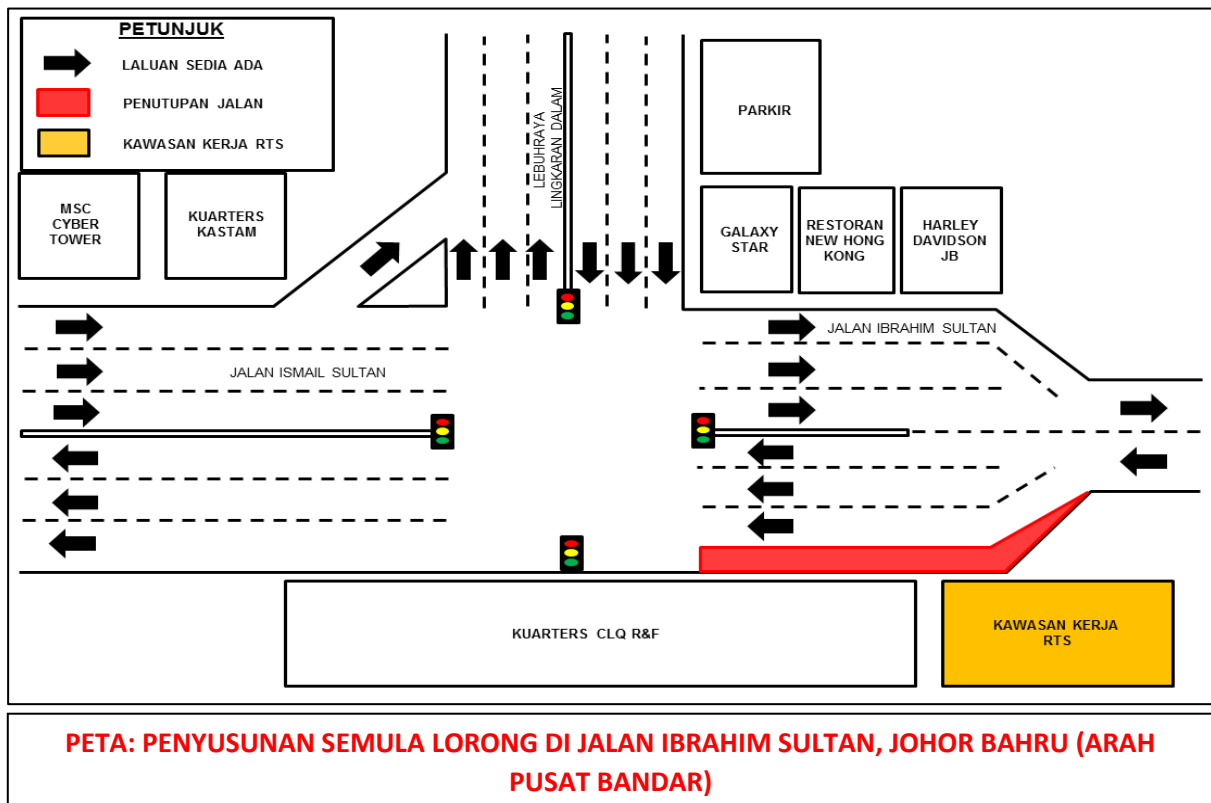 PETUNJUK
LALUAN SEDIA ADA
PENUTUPAN JALAN
KAWASAN KERJA RTS
MSC
CYBER
TOWER
KUARTERS
KASTAM
LEBUHRAYA
LINGKARAN DALAM
PARKIR
GALAXY
STAR
RESTORAN
NEW HONG
KONG
HARLEY
DAVIDSON
JB
JALAN IBRAHIM SULTAN
JALAN ISMAIL SULTAN
KUARTERS CLQ R&F
KAWASAN KERJA
RTS
PETA: PENYUSUNAN SEMULA LORONG DI JALAN IBRAHIM SULTAN, JOHOR BAHRU (ARAH
PUSAT BANDAR)